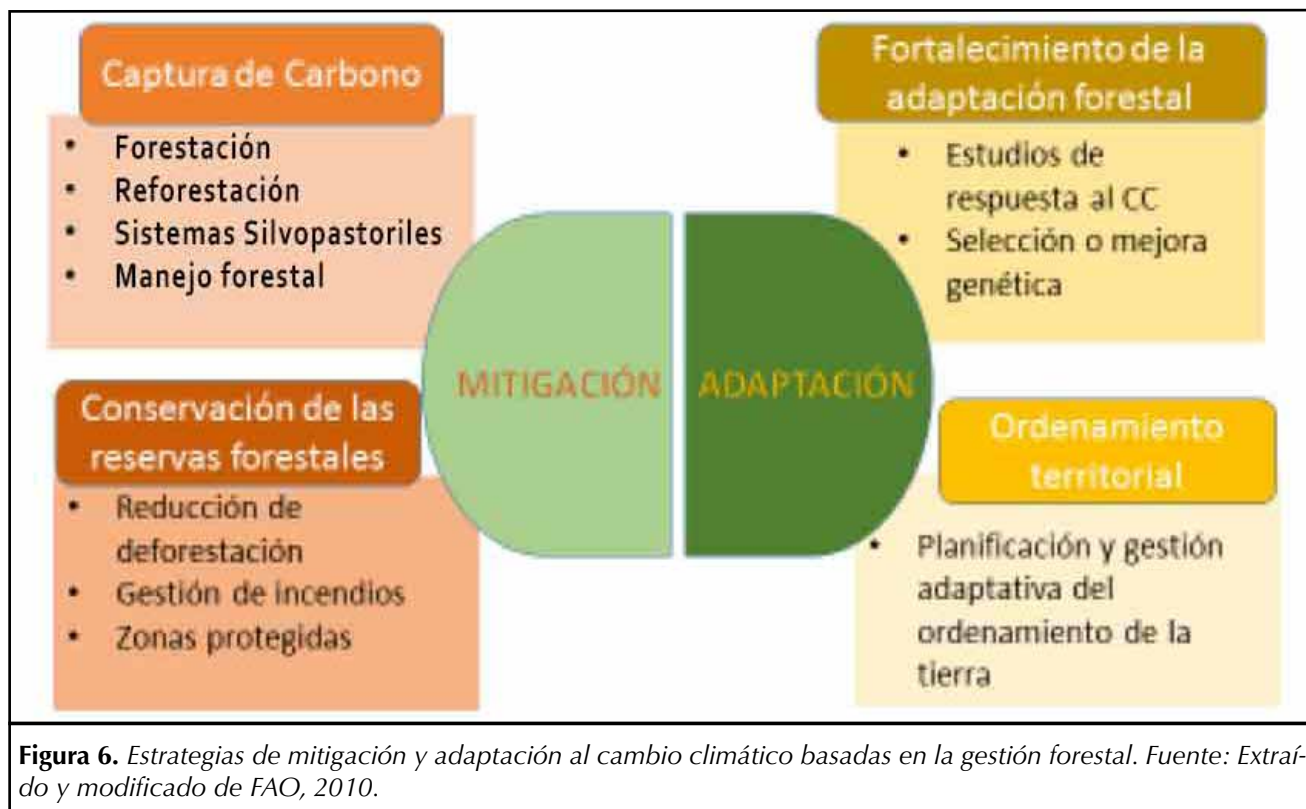 Captura de Carbono
• Forestación
• Reforestación
• Sistemas Silvopastoriles
• Manejo forestal
Conservación de las
reservas forestales
• Reducción de
deforestación
• Gestión de incendios
• Zonas protegidas
MITIGACIÓN
ADAPTACIÓN
Fortalecimiento de la
adaptación forestal
• Estudios de
respuesta al CC
• Selección o mejora
genética
Ordenamiento
territorial
• Planificación y gestión
adaptativa del
ordenamiento de la
tierra
Figura 6. Estrategias de mitigación y adaptación al cambio climático basadas en la gestión forestal. Fuente: Extraí-
do y modificado de FAO, 2010.